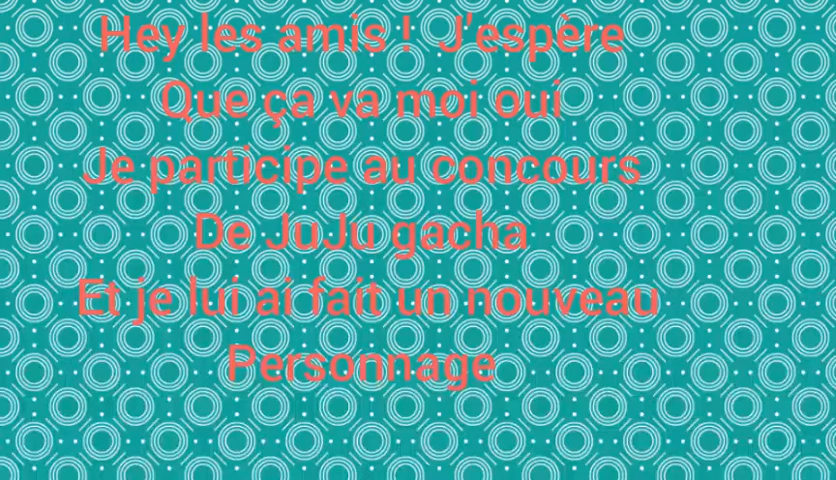 Hey les amis ! J'espère
Que ça va moi oui
Je participe au concours
De JuJu gacha
Et je lui ai fait un nouveau
Personnage